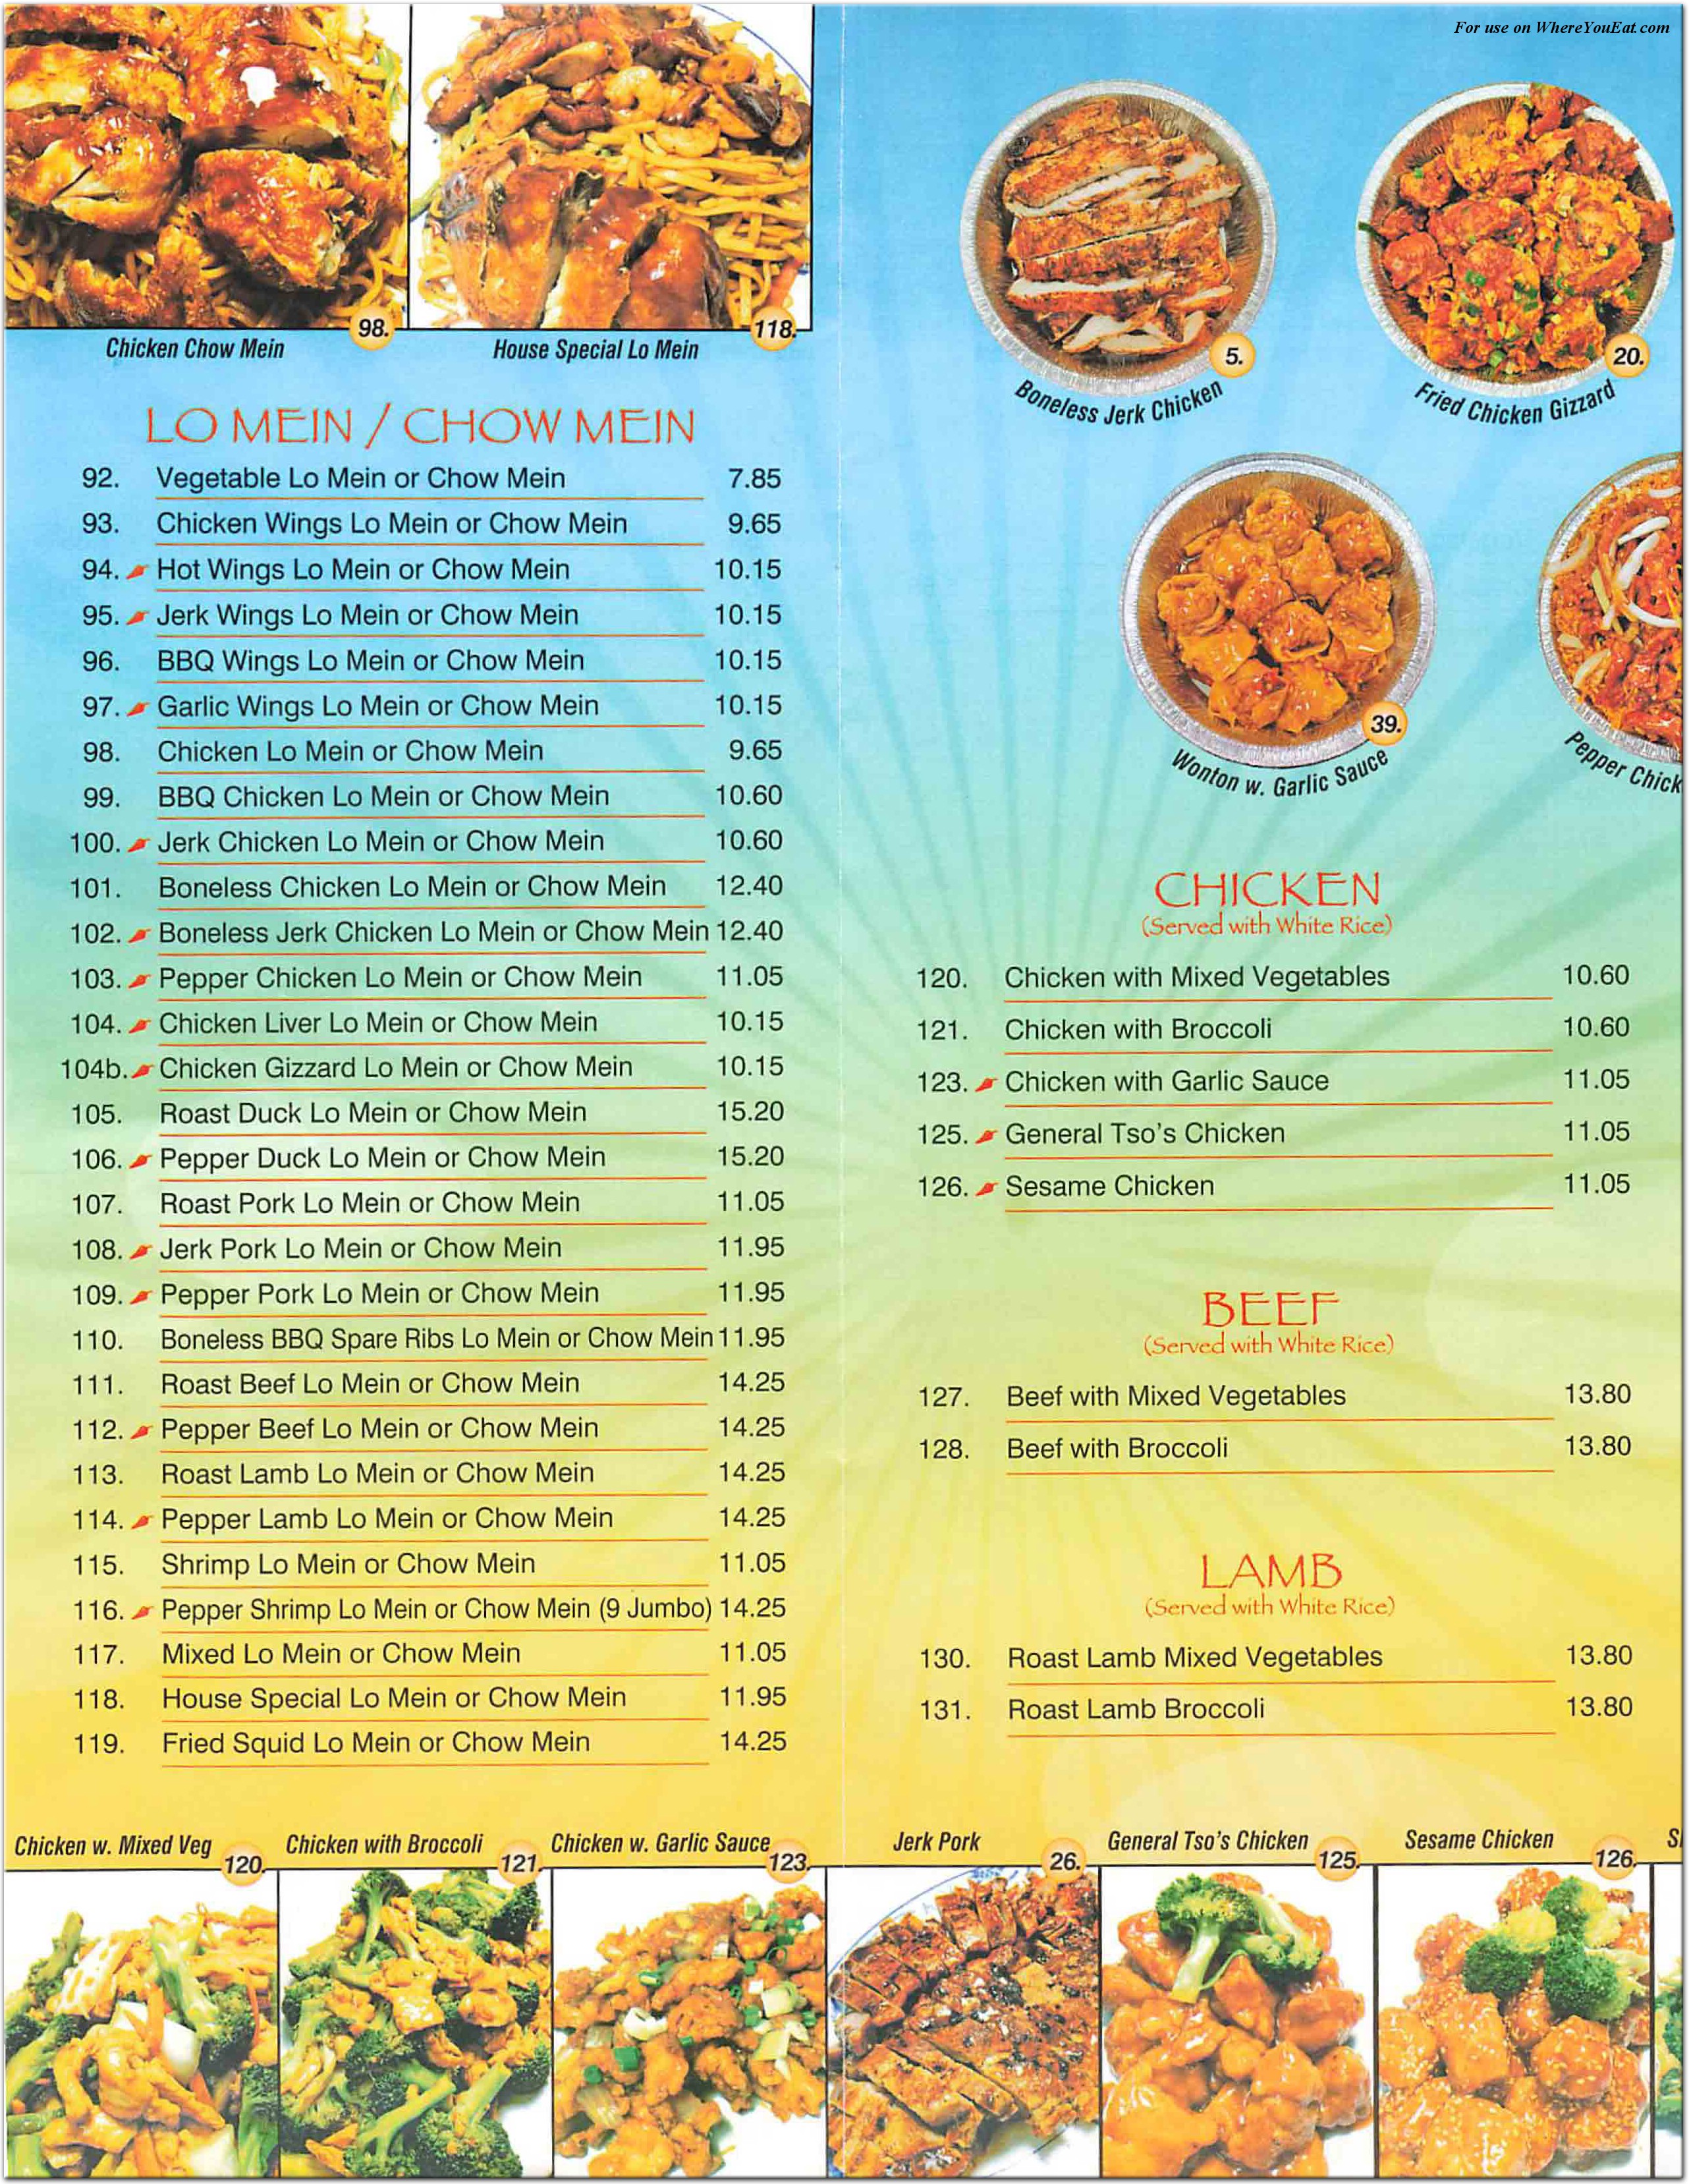 For use on WhereYouEat.com
98.
118.
Chicken Chow Mein
House Special Lo Mein
5.
Boneless Jerk Chicken
20.
Fried Chicken Gizzard
39.
Wonton w. Garlic Sauce
Pepper Chick
LO MEIN / CHOW MEIN
92. Vegetable Lo Mein or Chow Mein 7.85
93. Chicken Wings Lo Mein or Chow Mein 9.65
94. Hot Wings Lo Mein or Chow Mein 10.15
95. Jerk Wings Lo Mein or Chow Mein 10.15
96. BBQ Wings Lo Mein or Chow Mein 10.15
97. Garlic Wings Lo Mein or Chow Mein 10.15
98. Chicken Lo Mein or Chow Mein 9.65
99. BBQ Chicken Lo Mein or Chow Mein 10.60
100. Jerk Chicken Lo Mein or Chow Mein 10.60
101. Boneless Chicken Lo Mein or Chow Mein 12.40
102. Boneless Jerk Chicken Lo Mein or Chow Mein 12.40
103. Pepper Chicken Lo Mein or Chow Mein 11.05
104. Chicken Liver Lo Mein or Chow Mein 10.15
104b. Chicken Gizzard Lo Mein or Chow Mein 10.15
105. Roast Duck Lo Mein or Chow Mein 15.20
106. Pepper Duck Lo Mein or Chow Mein 15.20
107. Roast Pork Lo Mein or Chow Mein 11.05
108. Jerk Pork Lo Mein or Chow Mein 11.95
109. Pepper Pork Lo Mein or Chow Mein 11.95
110. Boneless BBQ Spare Ribs Lo Mein or Chow Mein 11.95
111. Roast Beef Lo Mein or Chow Mein 14.25
112. Pepper Beef Lo Mein or Chow Mein 14.25
113. Roast Lamb Lo Mein or Chow Mein 14.25
114. Pepper Lamb Lo Mein or Chow Mein 14.25
115. Shrimp Lo Mein or Chow Mein 11.05
116. Pepper Shrimp Lo Mein or Chow Mein (9 Jumbo) 14.25
117. Mixed Lo Mein or Chow Mein 11.05
118. House Special Lo Mein or Chow Mein 11.95
119. Fried Squid Lo Mein or Chow Mein 14.25
CHICKEN
(Served with White Rice)
120. Chicken with Mixed Vegetables 10.60
121. Chicken with Broccoli 10.60
123. Chicken with Garlic Sauce 11.05
125. General Tso's Chicken 11.05
126. Sesame Chicken 11.05
BEEF
(Served with White Rice)
127. Beef with Mixed Vegetables 13.80
128. Beef with Broccoli 13.80
LAMB
(Served with White Rice)
130. Roast Lamb Mixed Vegetables 13.80
131. Roast Lamb Broccoli 13.80
Chicken w. Mixed Veg 120.
Chicken with Broccoli 121.
Chicken w. Garlic Sauce 123.
Jerk Pork 26.
General Tso's Chicken 125.
Sesame Chicken 126.